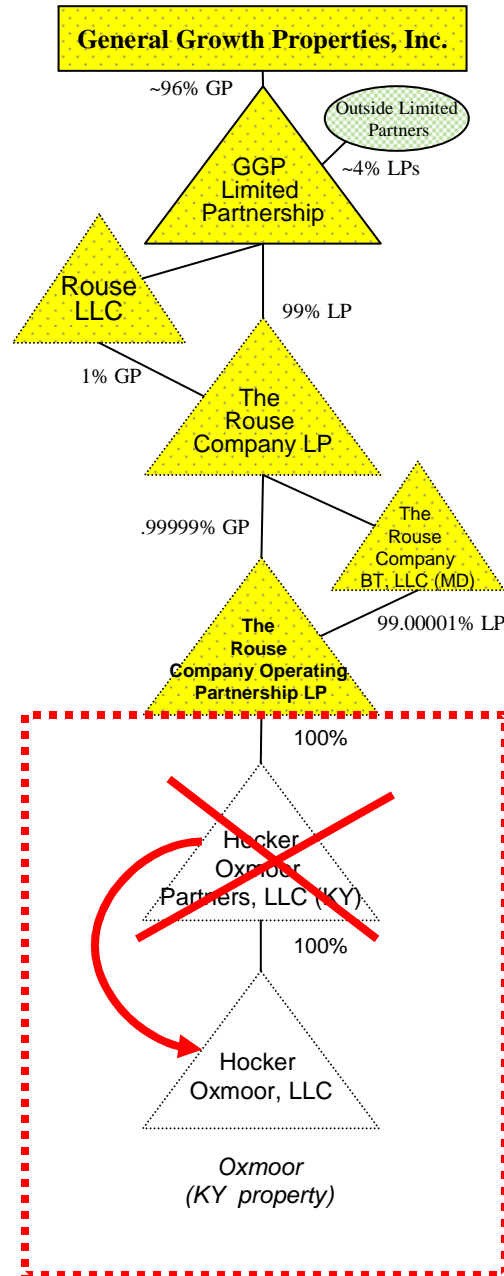 General Growth Properties, Inc.
~96% GP
Outside Limited
Partners
GGP
Limited
Partnership
~4% LPs
Rouse
LLC
99% LP
1% GP
The
Rouse
Company LP
.99999% GP
The
Rouse
Company
BT, LLC (MD)
99.00001% LP
The
Rouse
Company Operating
Partnership LP
100%
Hocker
Oxmoor
Partners, LLC (KY)
100%
Hocker
Oxmoor, LLC
Oxmoor
(KY property)